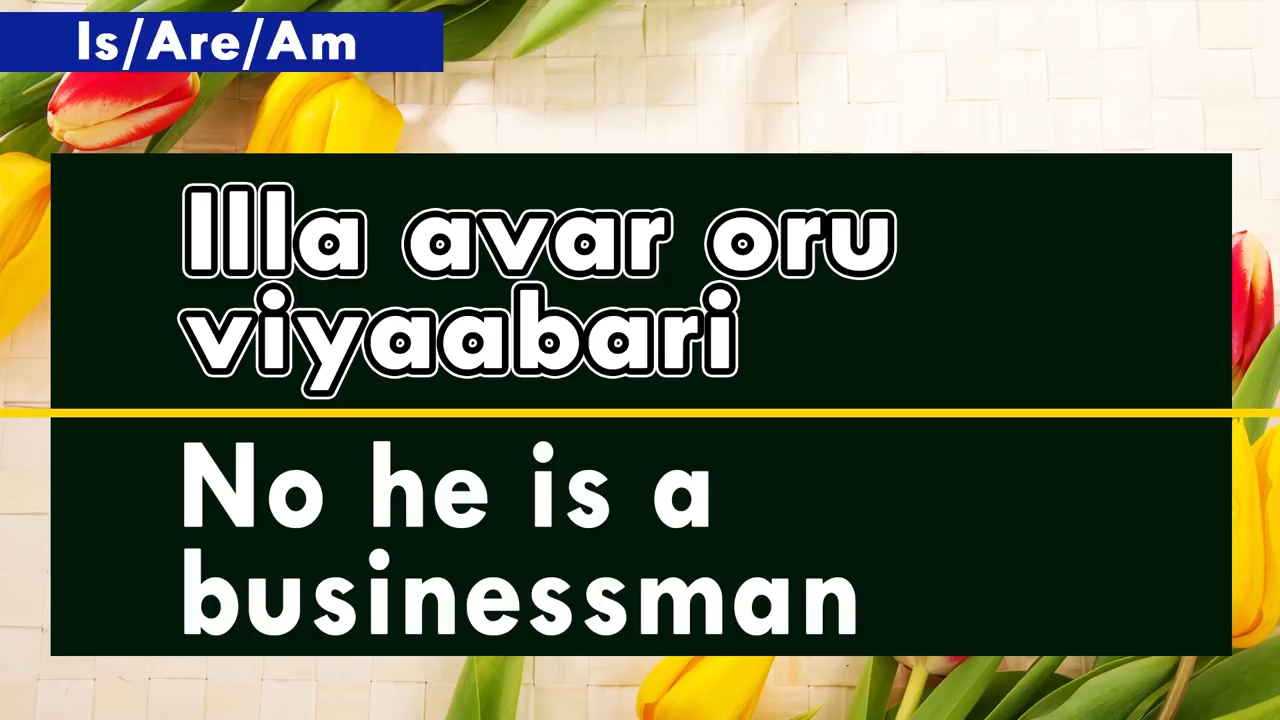 Is/Are/Am
Illa avar oru
viyaabari
No he is a
businessman